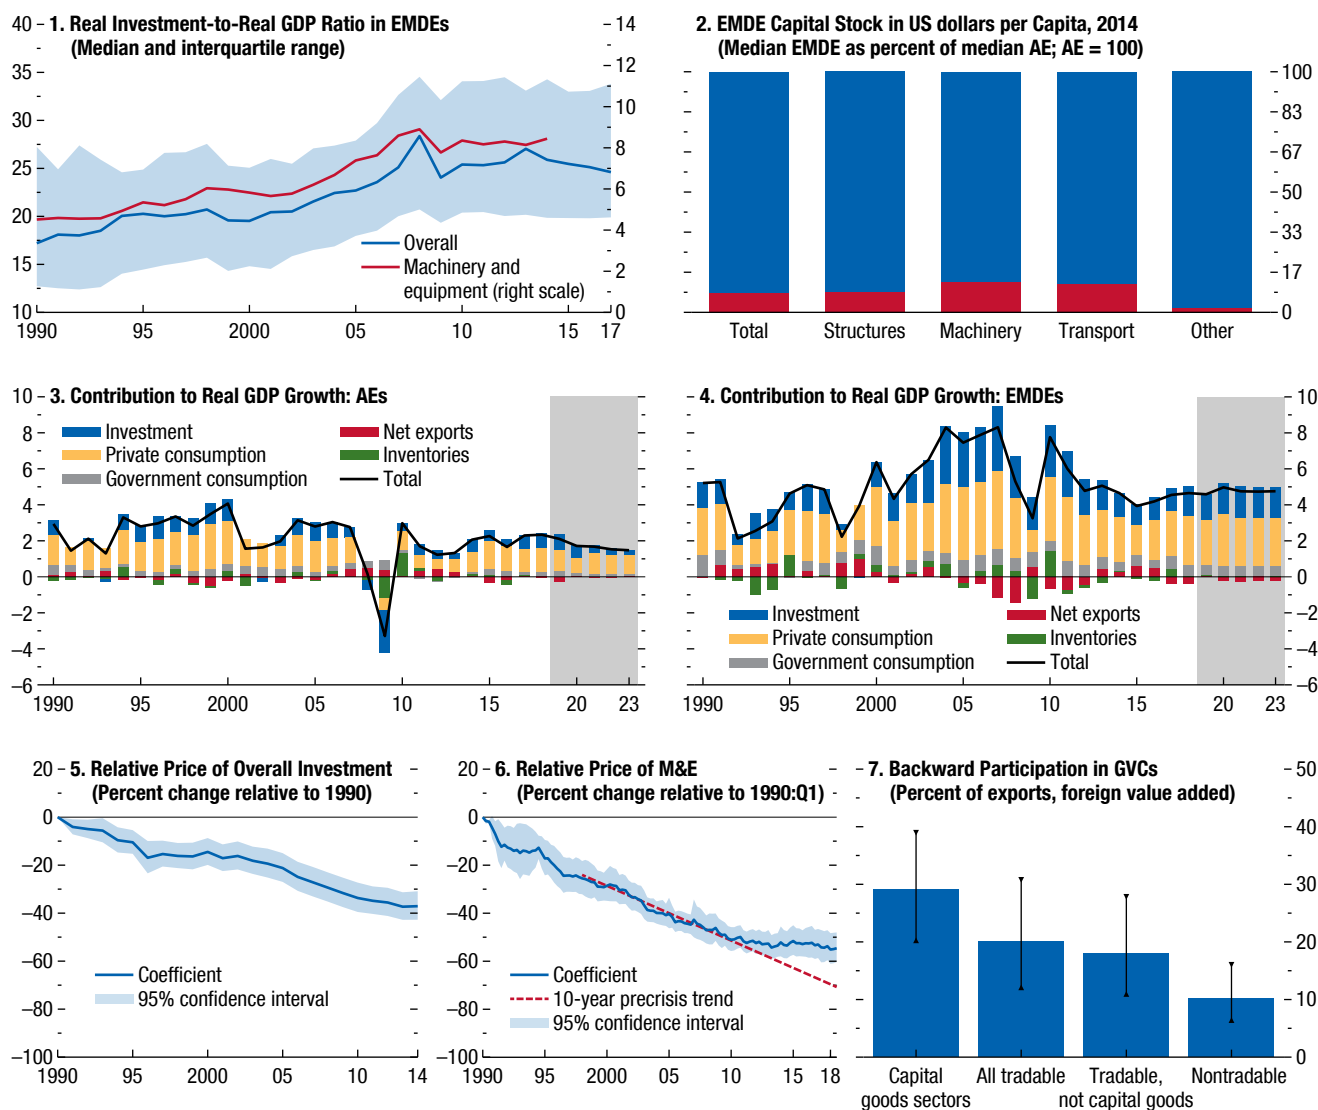 1. Real Investment-to-Real GDP Ratio in EMDEs
(Median and interquartile range)
40
35
30
25
20
15
10
14
12
10
8
6
4
2
0
Overall
Machinery and
equipment (right scale)
1990 95 2000 05 10 15 17
2. EMDE Capital Stock in US dollars per Capita, 2014
(Median EMDE as percent of median AE; AE = 100)
100
83
67
50
33
17
0
Total Structures Machinery Transport Other
3. Contribution to Real GDP Growth: AEs
10
8
6
4
2
0
−2
−4
−6
Investment
Private consumption
Government consumption
Net exports
Inventories
Total
1990 95 2000 05 10 15 20 23
4. Contribution to Real GDP Growth: EMDEs
10
8
6
4
2
0
−2
−4
−6
Investment
Private consumption
Government consumption
Net exports
Inventories
Total
1990 95 2000 05 10 15 20 23
5. Relative Price of Overall Investment
(Percent change relative to 1990)
20
0
−20
−40
−60
−80
−100
Coefficient
95% confidence interval
1990 95 2000 05 10 14
6. Relative Price of M&E
(Percent change relative to 1990:Q1)
20
0
−20
−40
−60
−80
−100
Coefficient
10-year precrisis trend
95% confidence interval
1990 95 2000 05 10 15 18
7. Backward Participation in GVCs
(Percent of exports, foreign value added)
50
40
30
20
10
0
Capital
goods sectors
All tradable
Tradable,
not capital goods
Nontradable